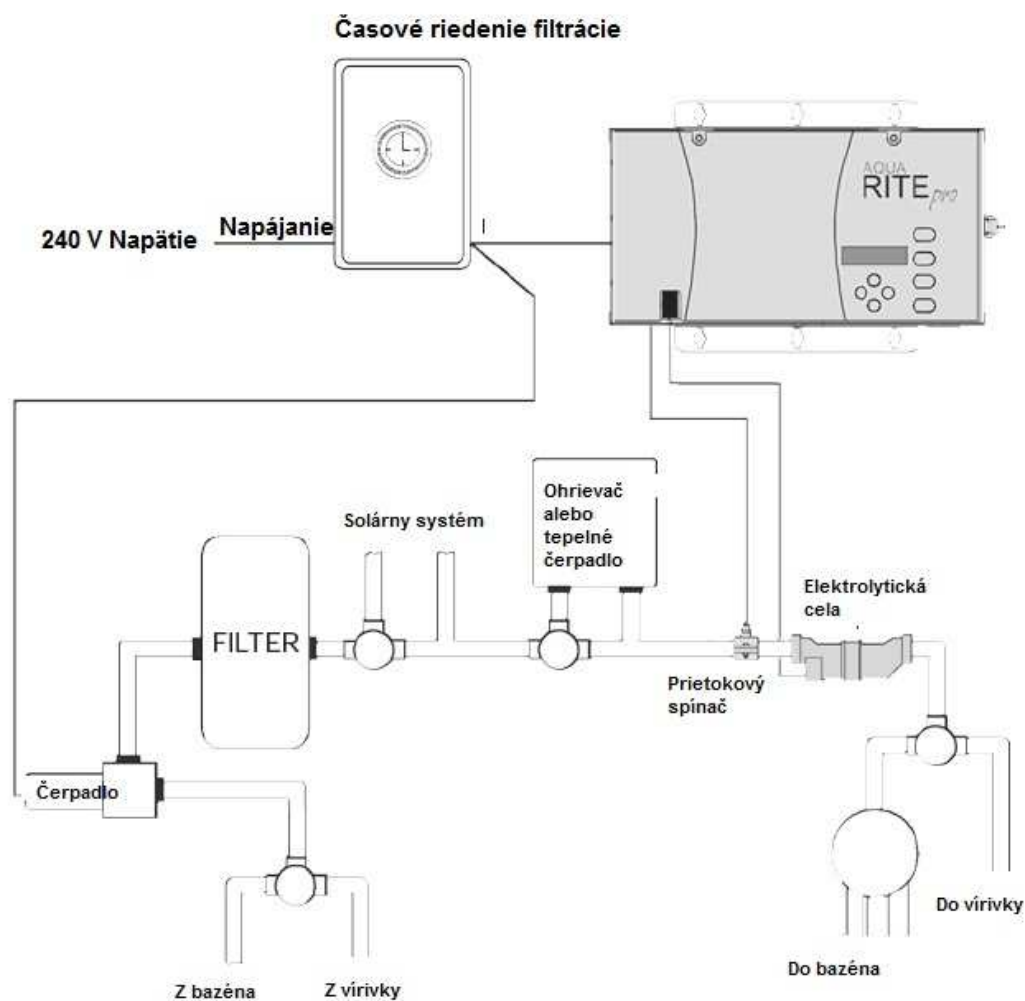 Časové riedenie filtrácie
240 V Napätie
Napájanie
AQUA
RITE pro
Solárny systém
Ohrievač
alebo
tepelné
čerpadlo
Elektrolytická
cela
FILTER
Prietokový
spínač
Čerpadlo
Z bazéna
Z vírivky
Do vírivky
Do bazéna